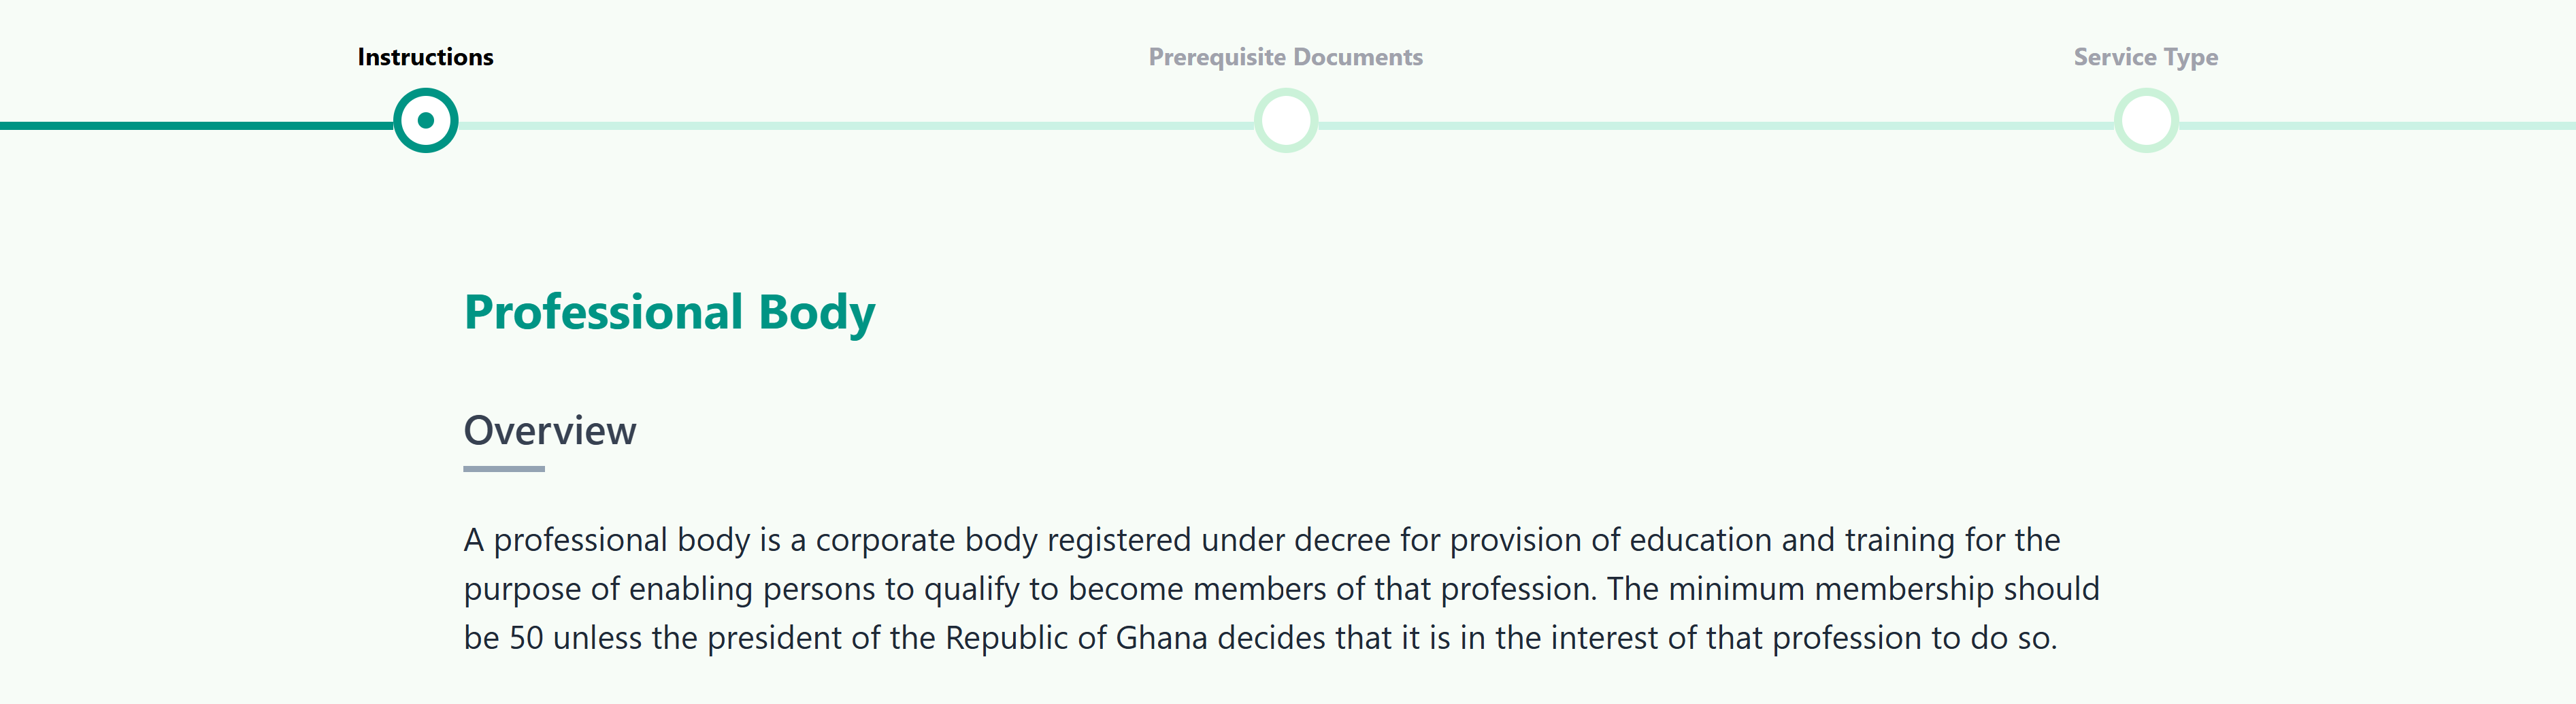 Instructions
Prerequisite Documents
Service Type
Professional Body
Overview
A professional body is a corporate body registered under decree for provision of education and training for the
purpose of enabling persons to qualify to become members of that profession. The minimum membership should
be 50 unless the president of the Republic of Ghana decides that it is in the interest of that profession to do so.